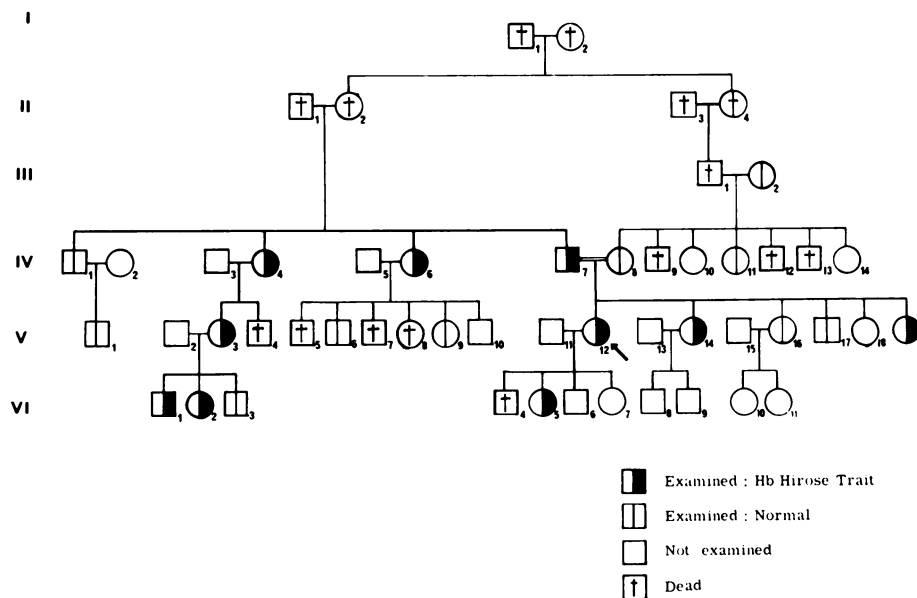 I
1 2
II
1 2 3 4
III
1 2
IV
1 2 3 4 5 6 7 8 9 10 11 12 13 14
V
1 2 3 4 5 6 7 8 9 10 11 12 13 14 15 16 17 18
VI
1 2 3 4 5 6 7 8 9 10 11
Examined : Hb Hirose Trait
Examined : Normal
Not examined
Dead